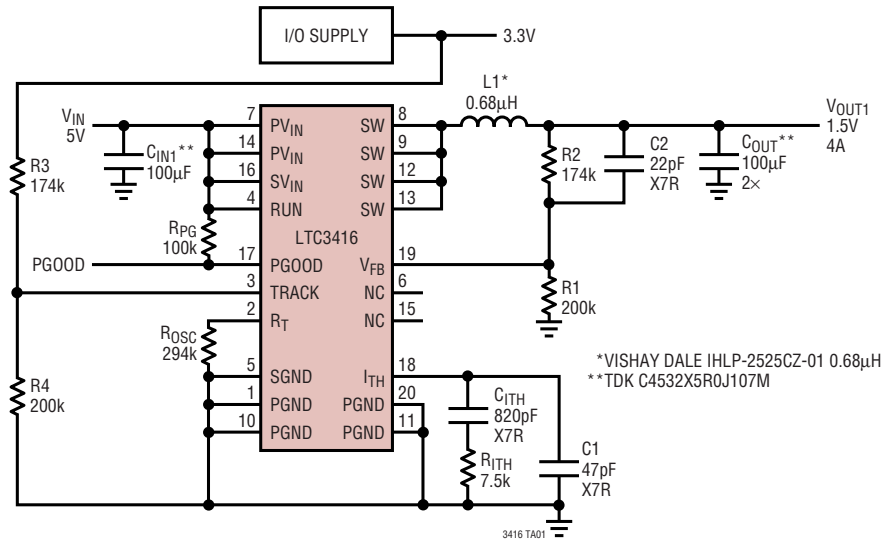 I/O SUPPLY
3.3V
L1*
0.68µH
VIN
5V
CIN1**
100µF
R3
174k
RPG
100k
PGOOD
R4
200k
ROSC
294k
7
PVIN
14
PVIN
16
SVIN
4
RUN
LTC3416
17
PGOOD
3
TRACK
2
RT
5
SGND
1
PGND
10
PGND
SW
8
SW
9
SW
12
SW
13
VFB
19
NC
6
NC
15
ITH
18
PGND
20
PGND
11
R2
174k
C2
22pF
X7R
COUT**
100µF
2×
VOUT1
1.5V
4A
R1
200k
CITH
820pF
X7R
RITH
7.5k
C1
47pF
X7R
*VISHAY DALE IHLP-2525CZ-01 0.68µH
**TDK C4532X5R0J107M
3416 TA01